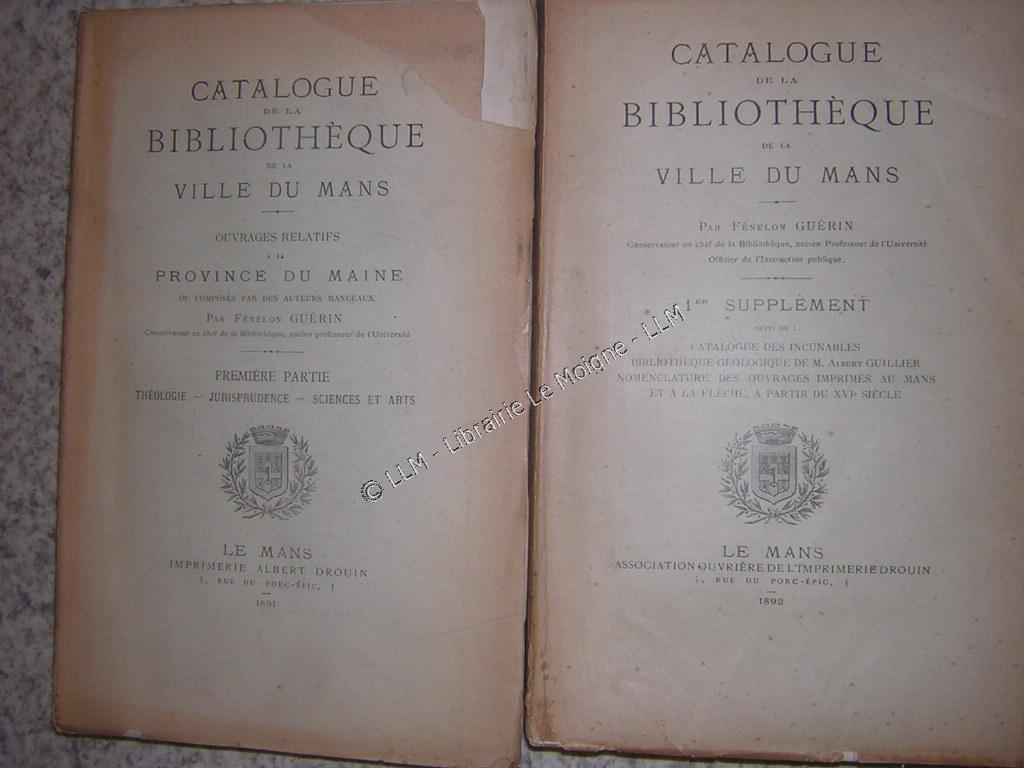 CATALOGUE
DE LA
BIBLIOTHÈQUE
DE LA
VILLE DU MANS
OUVRAGES RELATIFS
A LA
PROVINCE DU MAINE
OU COMPOSÉS PAR DES AUTEURS MANCEAUX
PAR FÉNELON GUÉRIN
Conservateur en chef de la Bibliothèque, ancien professeur de l'Université
PREMIÈRE PARTIE
THÉOLOGIE — JURISPRUDENCE — SCIENCES ET ARTS
LE MANS
IMPRIMERIE ALBERT DROUIN
5, RUE DU PORC-ÉPIC, 5
1891
CATALOGUE
DE LA
BIBLIOTHÈQUE
DE LA
VILLE DU MANS
PAR FÉNELON GUÉRIN
Conservateur en chef de la Bibliothèque, ancien Professeur de l'Université
Officier de l'Instruction publique.
1ER SUPPLÉMENT
SUIVI DE :
CATALOGUE DES INCUNABLES
BIBLIOTHÈQUE GÉOLOGIQUE DE M. ALBERT GUILLIER
NOMENCLATURE DES OUVRAGES IMPRIMÉS AU MANS
ET A LA FLÈCHE, A PARTIR DU XVIe SIÈCLE
LE MANS
ASSOCIATION OUVRIÈRE DE L'IMPRIMERIE DROUIN
5, RUE DU PORC-ÉPIC, 5
1892
© LLM - Librairie Le Moigne - LLM